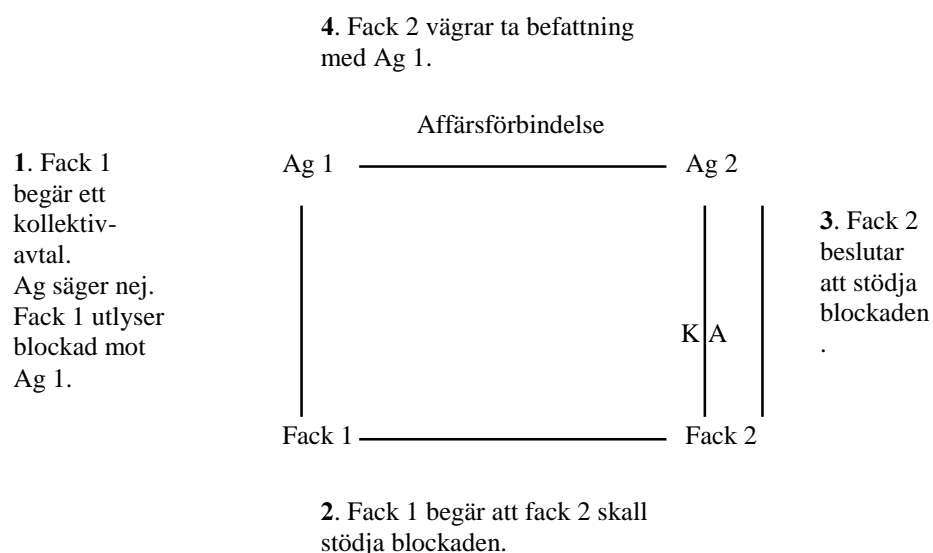 4. Fack 2 vägrar ta befattning
med Ag 1.
Affärsförbindelse
1. Fack 1
begär ett
kollektiv-
avtal.
Ag säger nej.
Fack 1 utlyser
blockad mot
Ag 1.
Ag 1
Ag 2
3. Fack 2
beslutar
att stödja
blockaden
.
K A
Fack 1
Fack 2
2. Fack 1 begär att fack 2 skall
stödja blockaden.